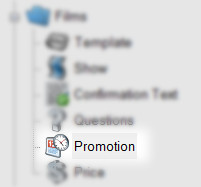 Films
Template
Show
Confirmation Text
Questions
Promotion
Price